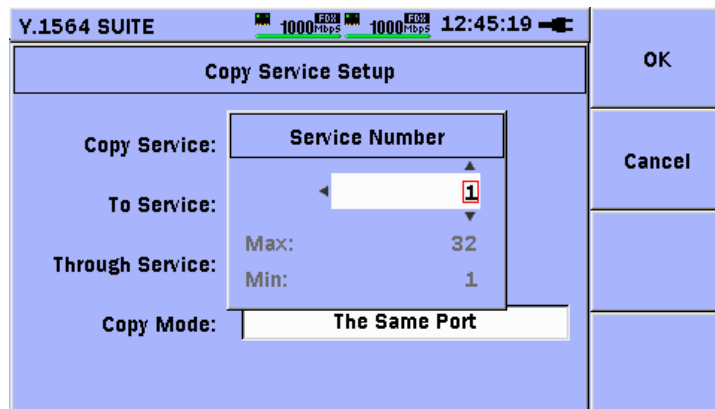 Y.1564 SUITE 1000 FDX Mbps 1000 FDX Mbps 12:45:19
OK
Copy Service Setup
Copy Service:
Service Number
Cancel
1
To Service:
Max: 32
Through Service:
Min: 1
Copy Mode: The Same Port